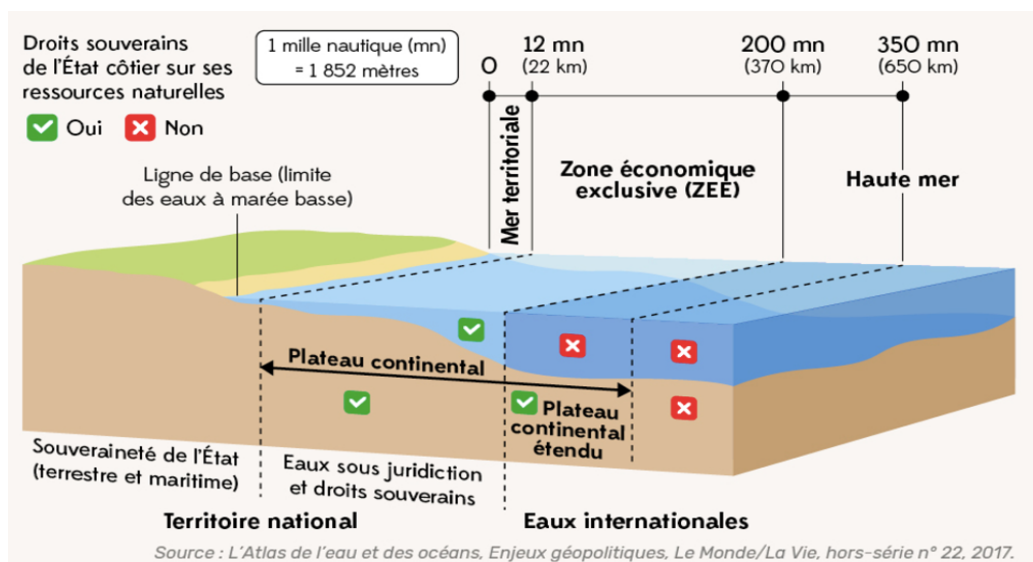 Droits souverains
de l'État côtier sur ses
ressources naturelles
Oui Non
1 mille nautique (mn)
= 1 852 mètres
0
12 mn
(22 km)
200 mn
(370 km)
350 mn
(650 km)
Mer territoriale
Zone économique
exclusive (ZEE)
Haute mer
Ligne de base (limite
des eaux à marée basse)
Plateau continental
Plateau
continental
étendu
Souveraineté de l'État
(terrestre et maritime)
Eaux sous juridiction
et droits souverains
Territoire national
Eaux internationales
Source : L'Atlas de l'eau et des océans, Enjeux géopolitiques, Le Monde/La Vie, hors-série n° 22, 2017.